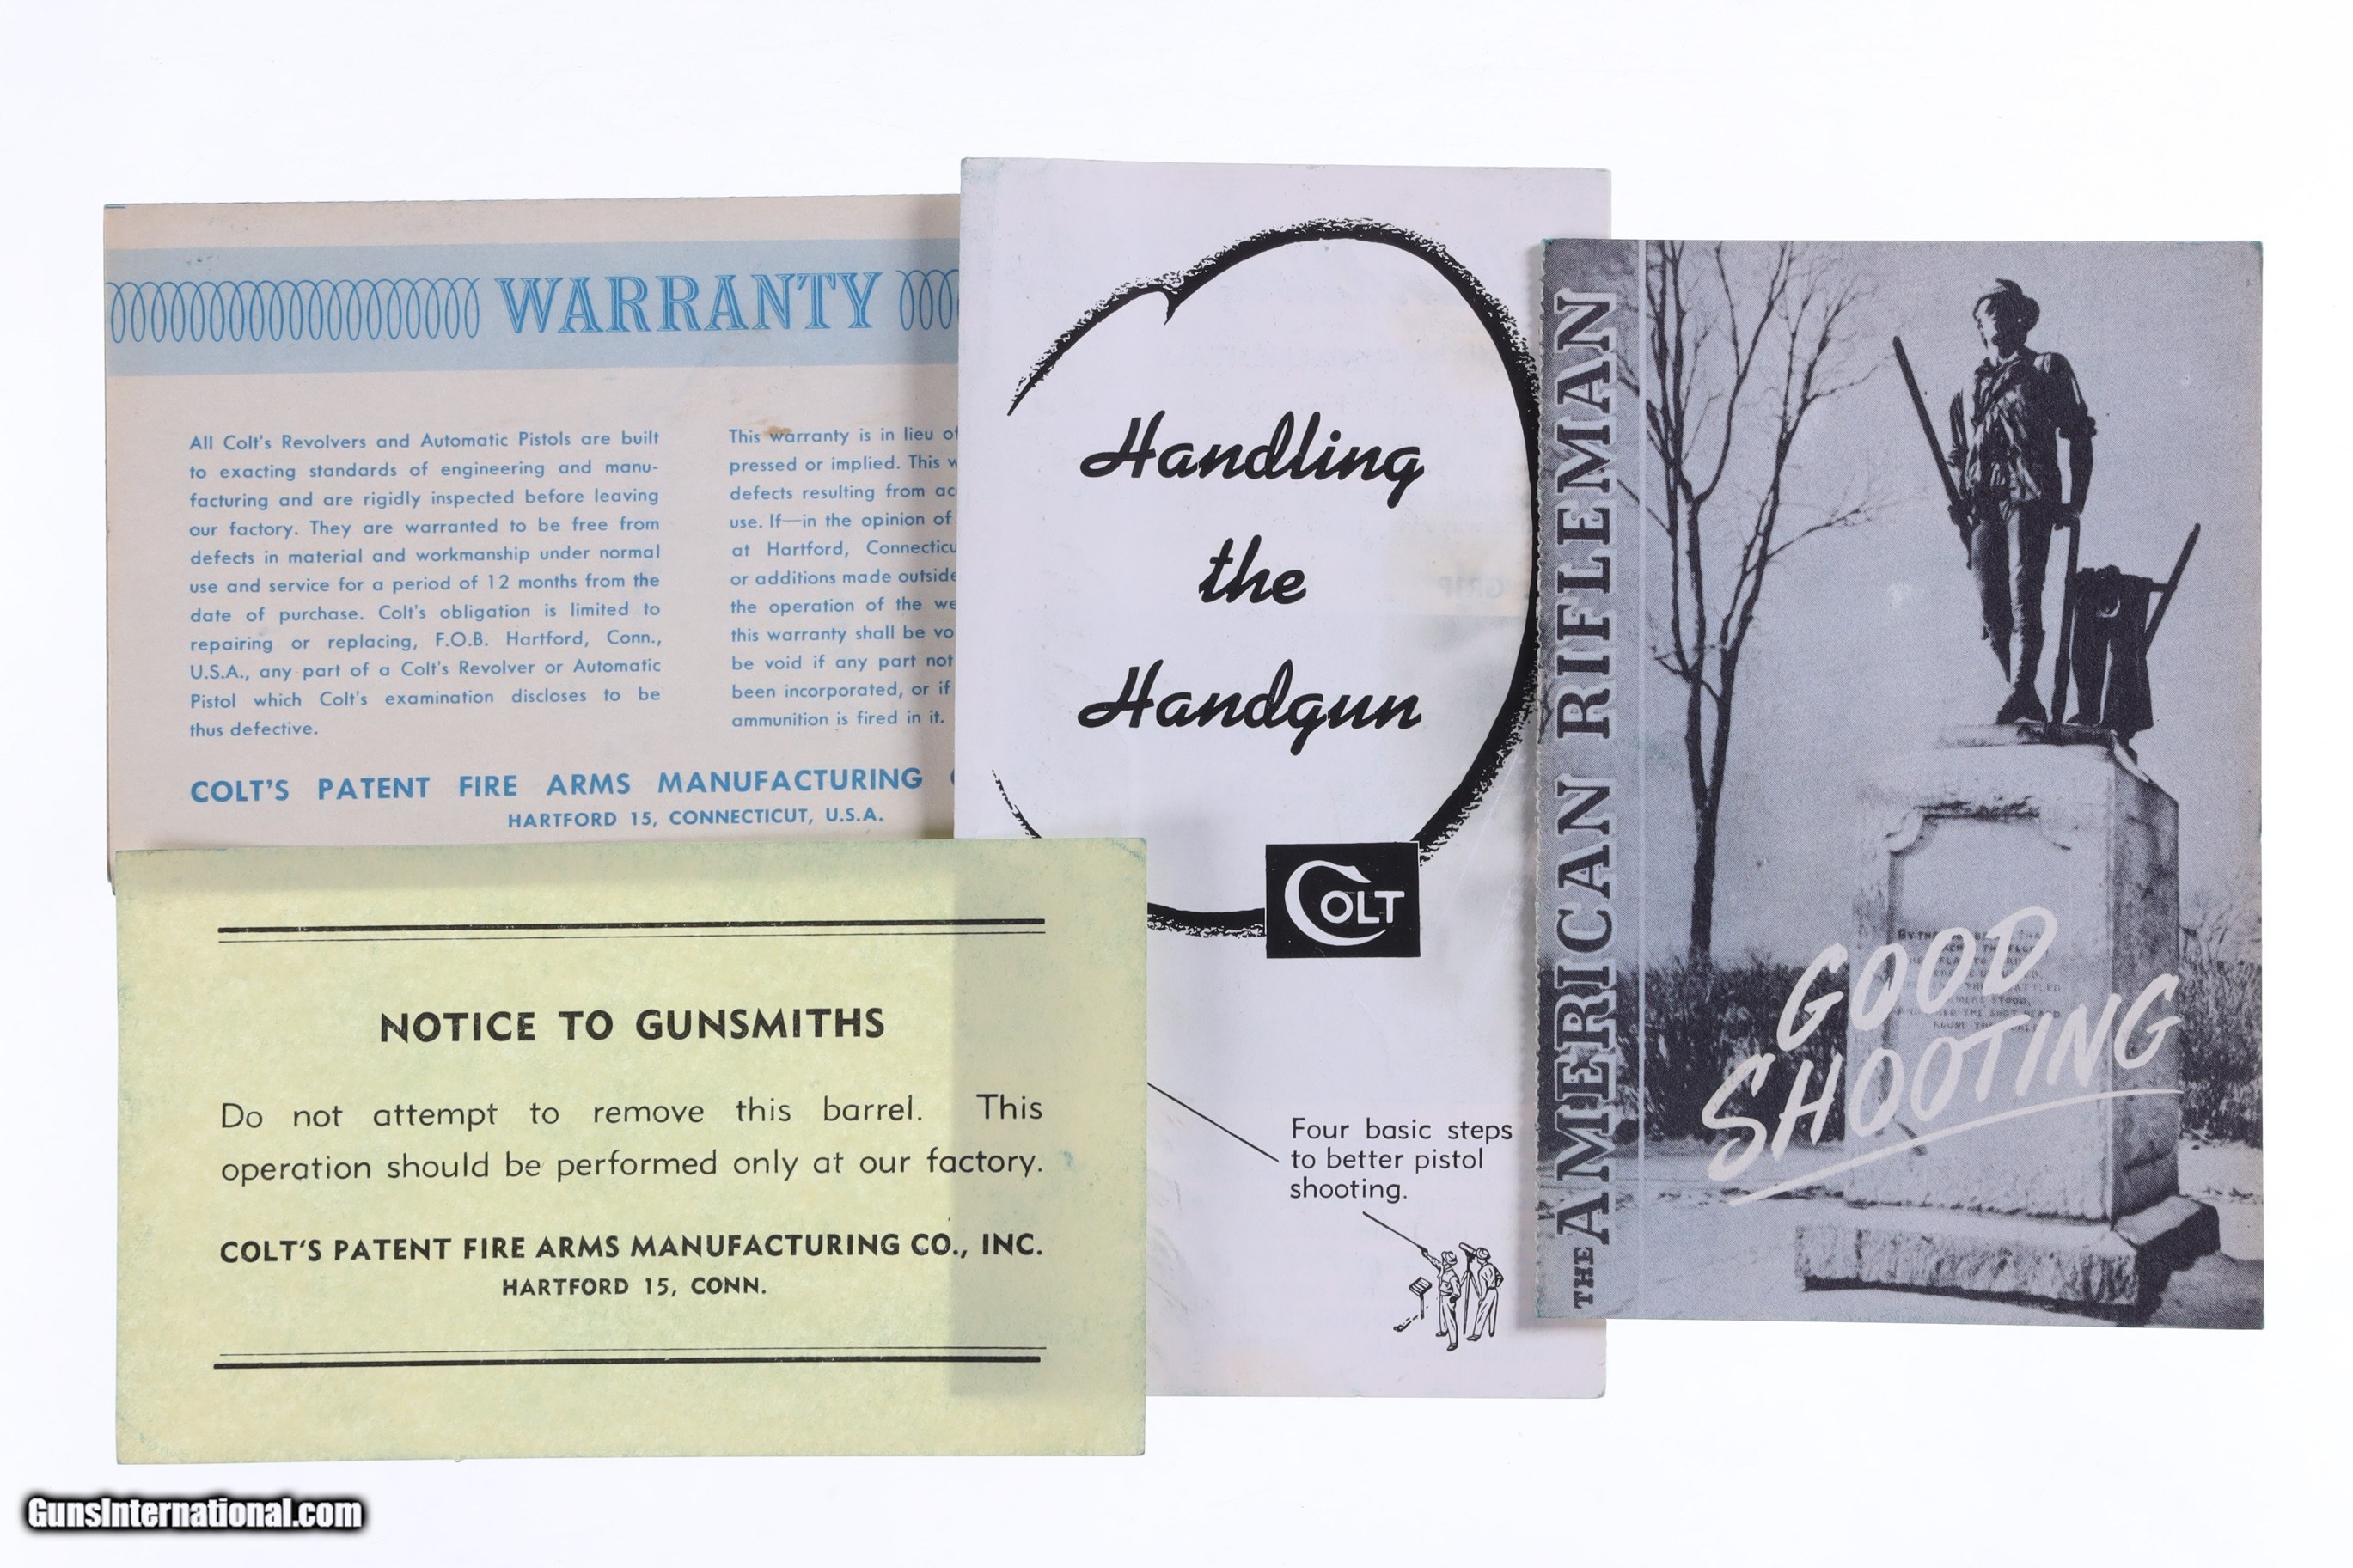 WARRANTY
All Colt's Revolvers and Automatic Pistols are built
to exacting standards of engineering and manu-
facturing and are rigidly inspected before leaving
our factory. They are warranted to be free from
defects in material and workmanship under normal
use and service for a period of 12 months from the
date of purchase. Colt's obligation is limited to
repairing or replacing, F.O.B. Hartford, Conn.,
U.S.A., any part of a Colt's Revolver or Automatic
Pistol which Colt's examination discloses to be
thus defective.
This warranty is in lieu of
pressed or implied. This
defects resulting from
use. If—in the opinion of
at Hartford,
or additions made outside
the operation of the
this warranty shall be
be void if any part not
been incorporated, or if
ammunition is fired in it.
COLT'S PATENT FIRE ARMS MANUFACTURING
HARTFORD 15, CONNECTICUT, U.S.A.
NOTICE TO GUNSMITHS
Do not attempt to remove this barrel. This
operation should be performed only at our factory.
COLT'S PATENT FIRE ARMS MANUFACTURING CO., INC.
HARTFORD 15, CONN.
Handling
the
Handgun
COLT
Four basic steps
to better pistol
shooting.
THE AMERICAN RIFLEMAN
GOOD
SHOOTING
GunsInternational.com